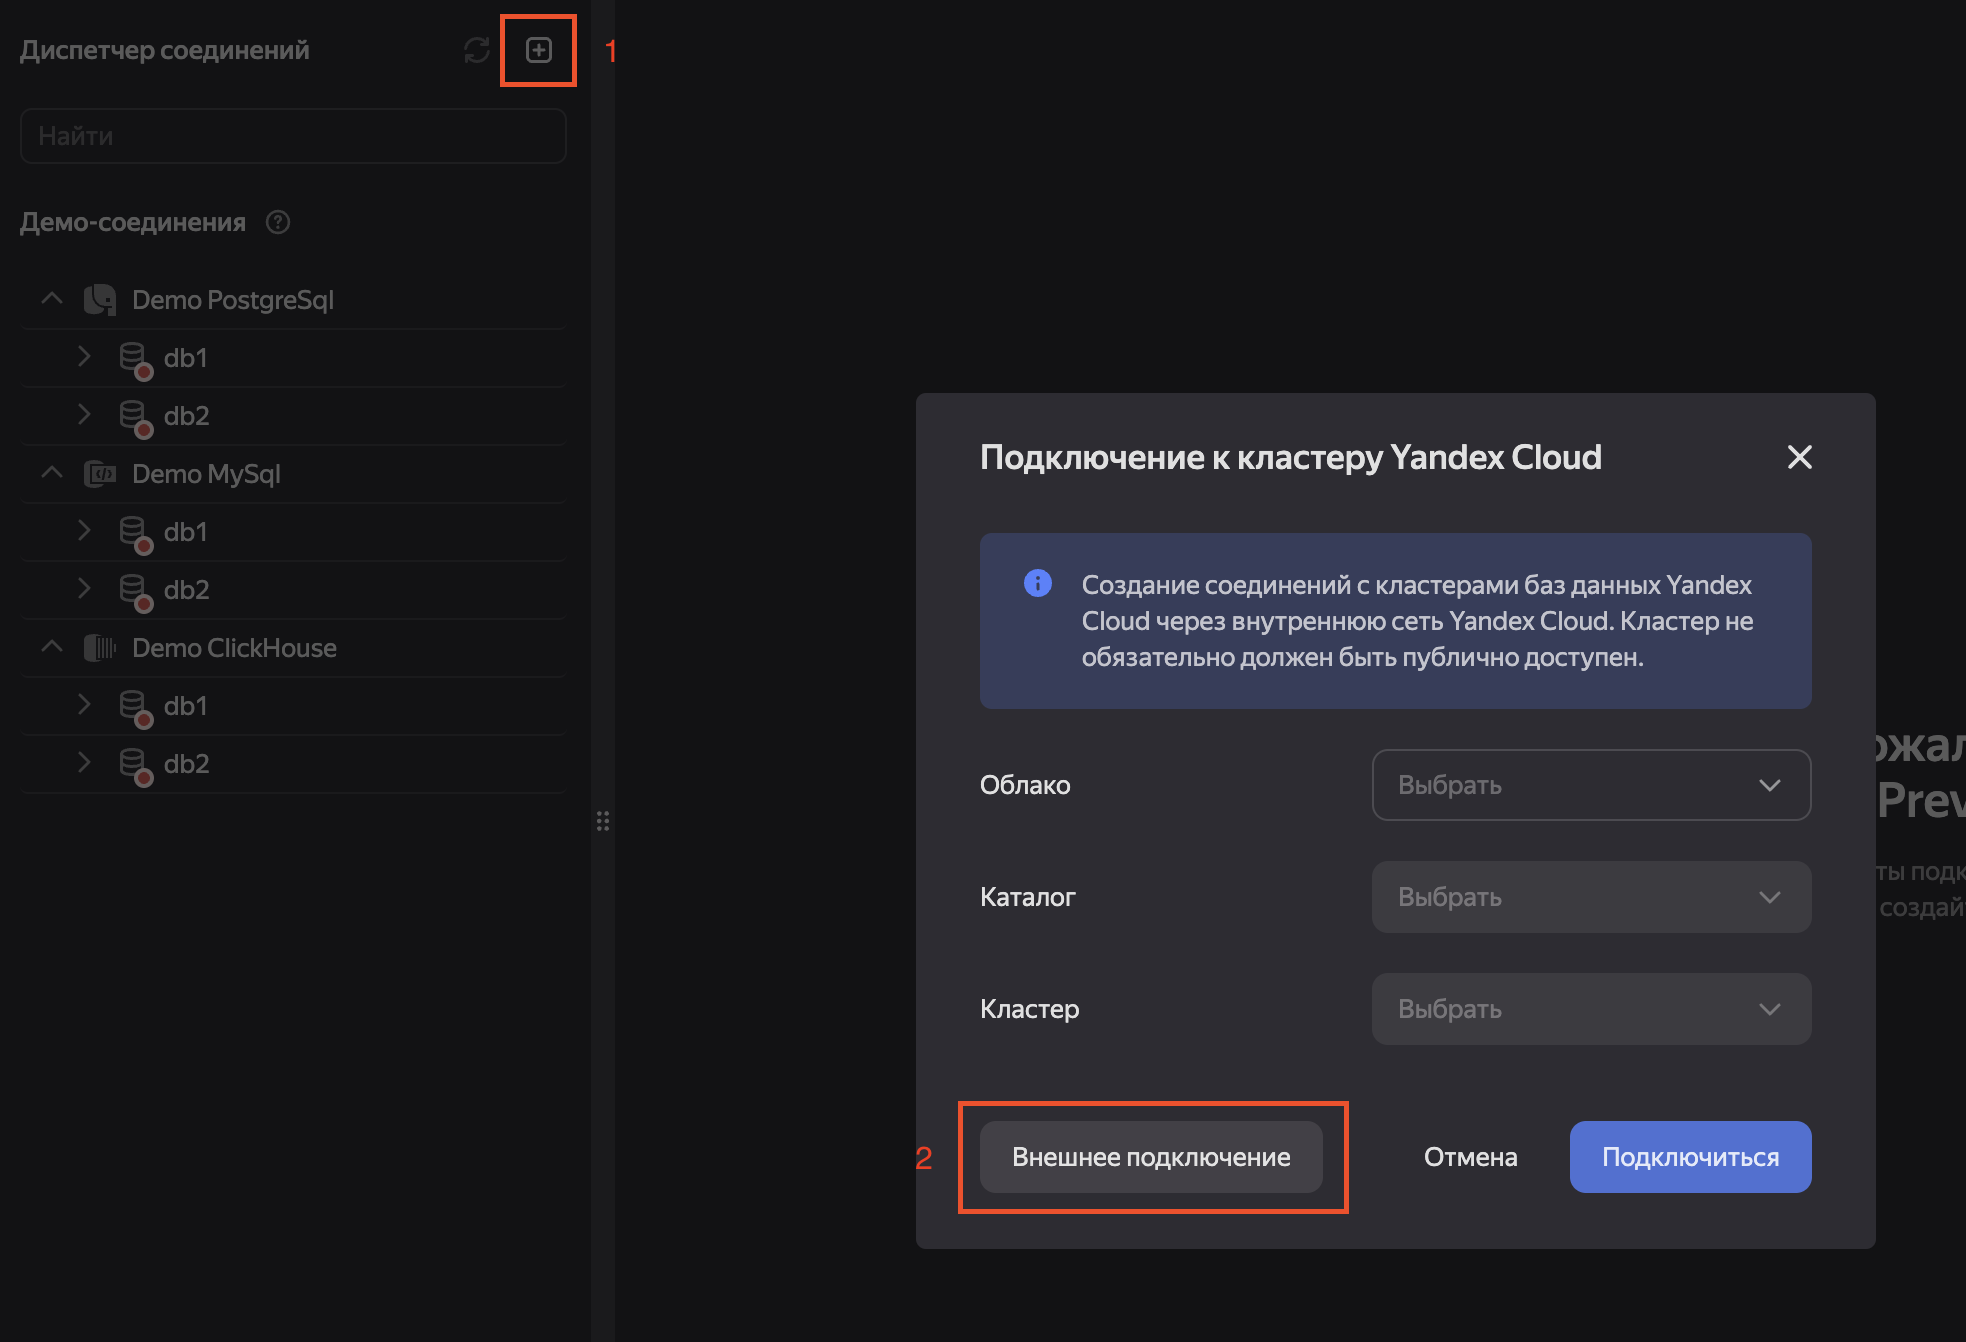 Диспетчер соединений
1
Найти
Демо-соединения
Demo PostgreSql
db1
db2
Demo MySql
db1
db2
Demo ClickHouse
db1
db2
Подключение к кластеру Yandex Cloud
Создание соединений с кластерами баз данных Yandex
Cloud через внутреннюю сеть Yandex Cloud. Кластер не
обязательно должен быть публично доступен.
Облако
Выбрать
Каталог
Выбрать
Кластер
Выбрать
2
Внешнее подключение
Отмена
Подключиться
ожал
Prev
ты подк
создай